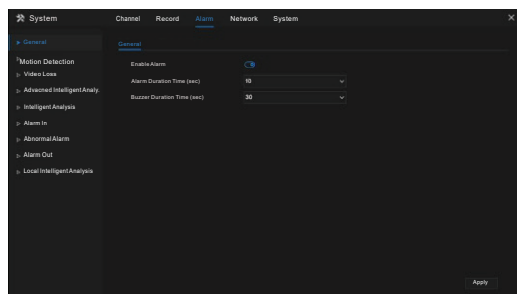 System
Channel Record Alarm Network System
General
General
Enable Alarm
Alarm Duration Time (sec) 10
Buzzer Duration Time (sec) 30
Motion Detection
Video Loss
Advacned Intelligent Analy.
Intelligent Analysis
Alarm In
Abnormal Alarm
Alarm Out
Local Intelligent Analysis
Apply